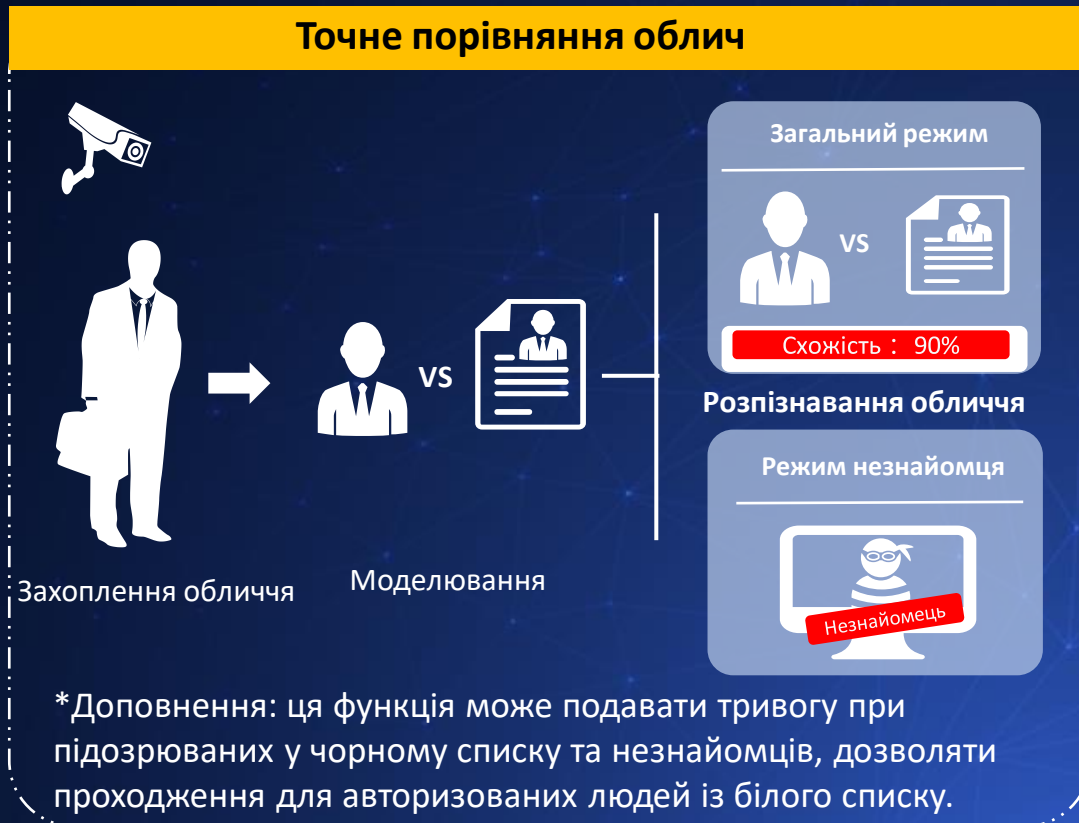 Точне порівняння облич
Загальний режим
VS
Схожість： 90%
VS
Розпізнавання обличчя
Режим незнайомця
Незнайомець
Захоплення обличчя
Моделювання
*Доповнення: ця функція може подавати тривогу при
підозрюваних у чорному списку та незнайомців, дозволяти
проходження для авторизованих людей із білого списку.